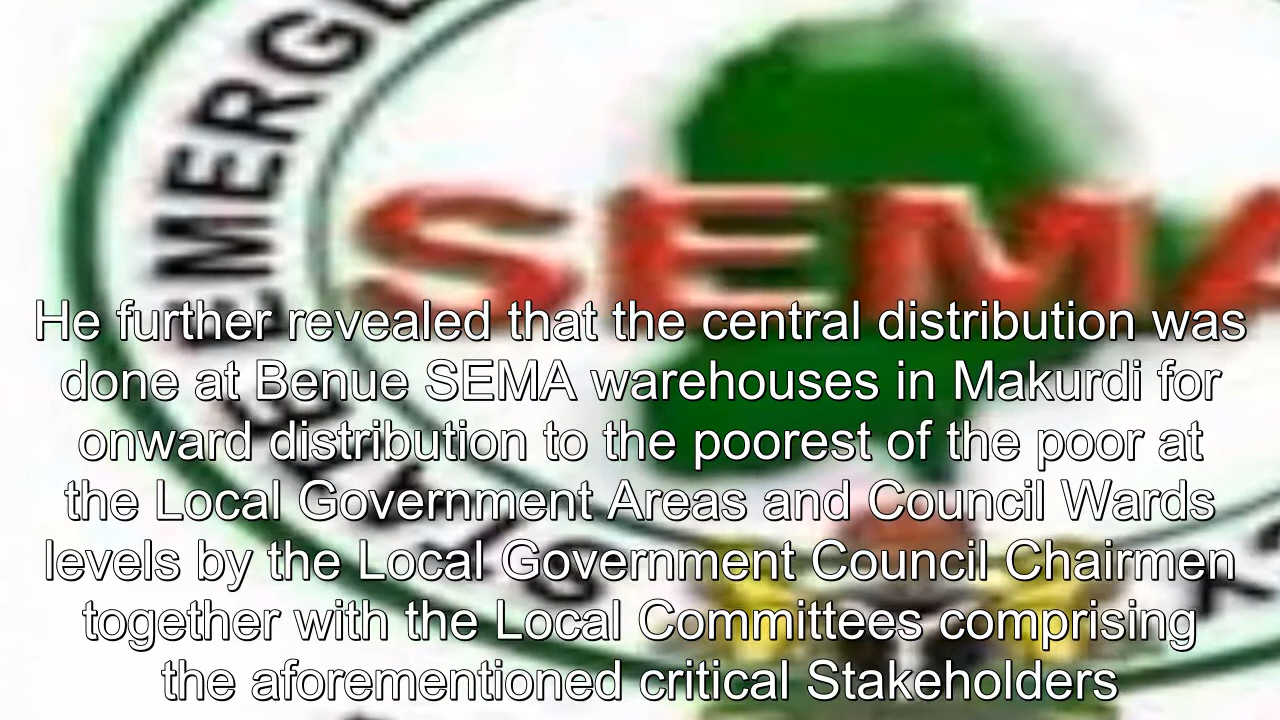 EMERG
SEMA
He further revealed that the central distribution was
done at Benue SEMA warehouses in Makurdi for
onward distribution to the poorest of the poor at
the Local Government Areas and Council Wards
levels by the Local Government Council Chairmen
together with the Local Committees comprising
the aforementioned critical Stakeholders